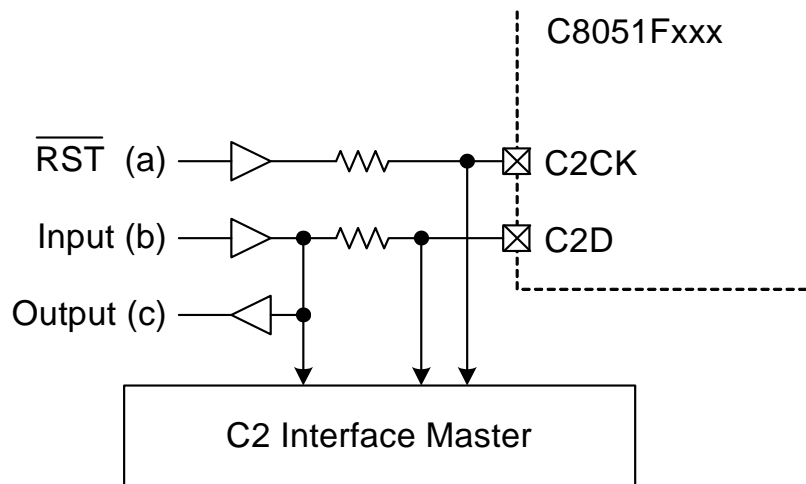 C8051Fxxx
RST (a)
C2CK
Input (b)
C2D
Output (c)
C2 Interface Master